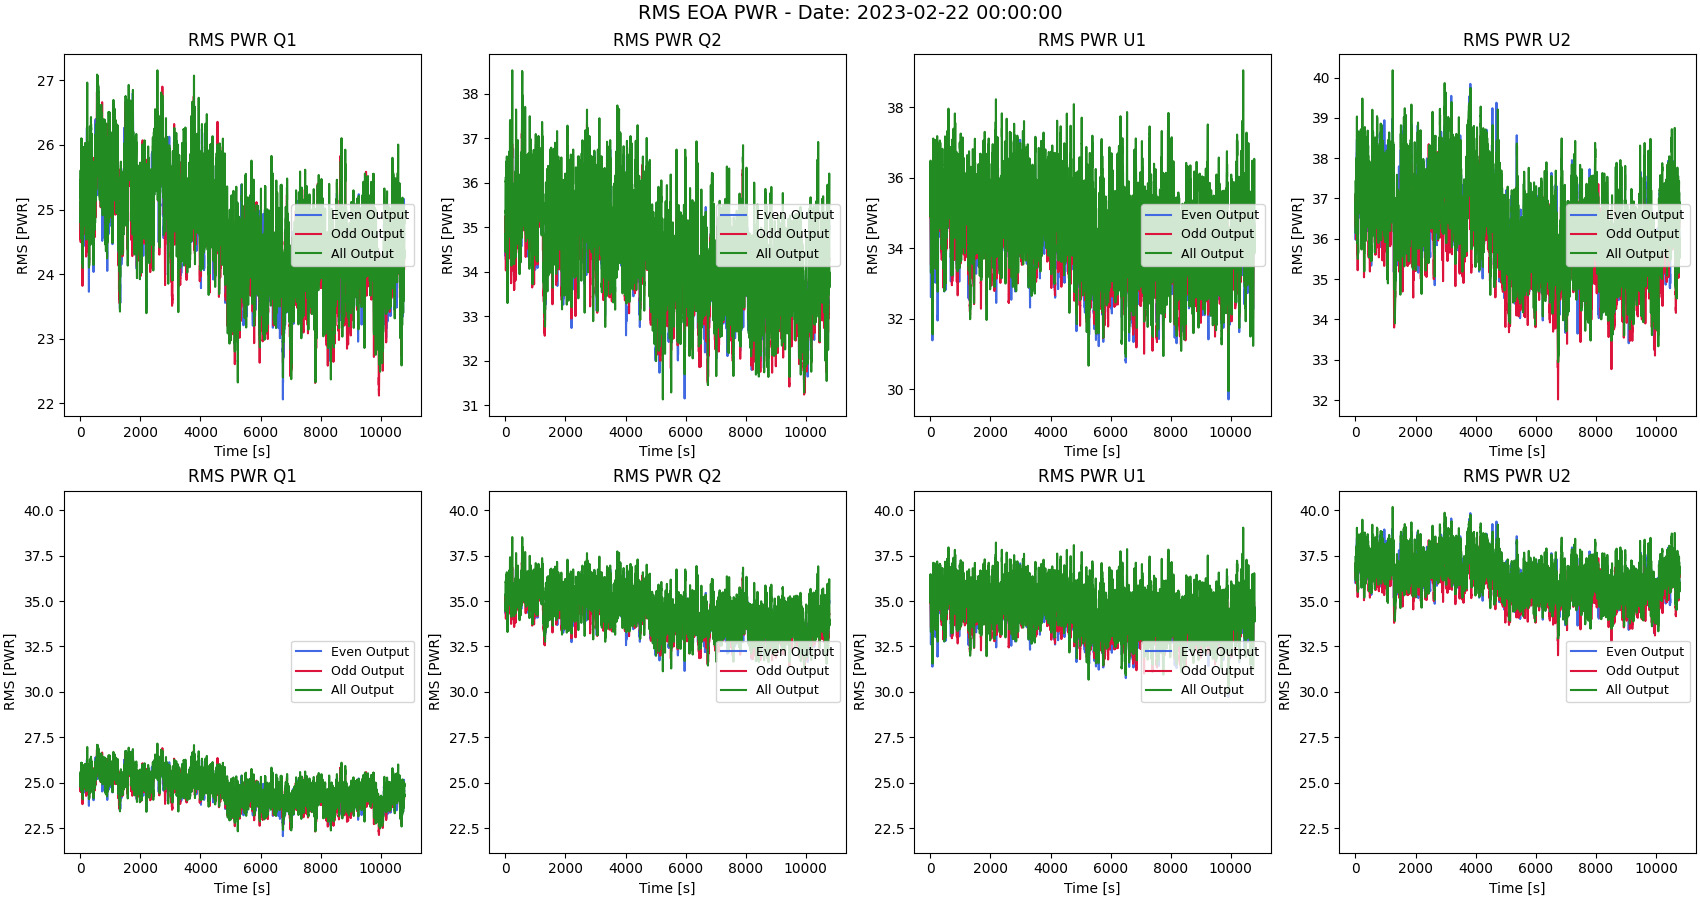 RMS EOA PWR - Date: 2023-02-22 00:00:00
RMS PWR Q1
RMS [PWR]
27
26
25
24
23
22
0 2000 4000 6000 8000 10000
Time [s]
Even Output
Odd Output
All Output
RMS PWR Q2
RMS [PWR]
38
37
36
35
34
33
32
31
0 2000 4000 6000 8000 10000
Time [s]
Even Output
Odd Output
All Output
RMS PWR U1
RMS [PWR]
38
36
34
32
30
0 2000 4000 6000 8000 10000
Time [s]
Even Output
Odd Output
All Output
RMS PWR U2
RMS [PWR]
40
39
38
37
36
35
34
33
32
0 2000 4000 6000 8000 10000
Time [s]
Even Output
Odd Output
All Output
RMS PWR Q1
RMS [PWR]
40.0
37.5
35.0
32.5
30.0
27.5
25.0
22.5
0 2000 4000 6000 8000 10000
Time [s]
Even Output
Odd Output
All Output
RMS PWR Q2
RMS [PWR]
40.0
37.5
35.0
32.5
30.0
27.5
25.0
22.5
0 2000 4000 6000 8000 10000
Time [s]
Even Output
Odd Output
All Output
RMS PWR U1
RMS [PWR]
40.0
37.5
35.0
32.5
30.0
27.5
25.0
22.5
0 2000 4000 6000 8000 10000
Time [s]
Even Output
Odd Output
All Output
RMS PWR U2
RMS [PWR]
40.0
37.5
35.0
32.5
30.0
27.5
25.0
22.5
0 2000 4000 6000 8000 10000
Time [s]
Even Output
Odd Output
All Output